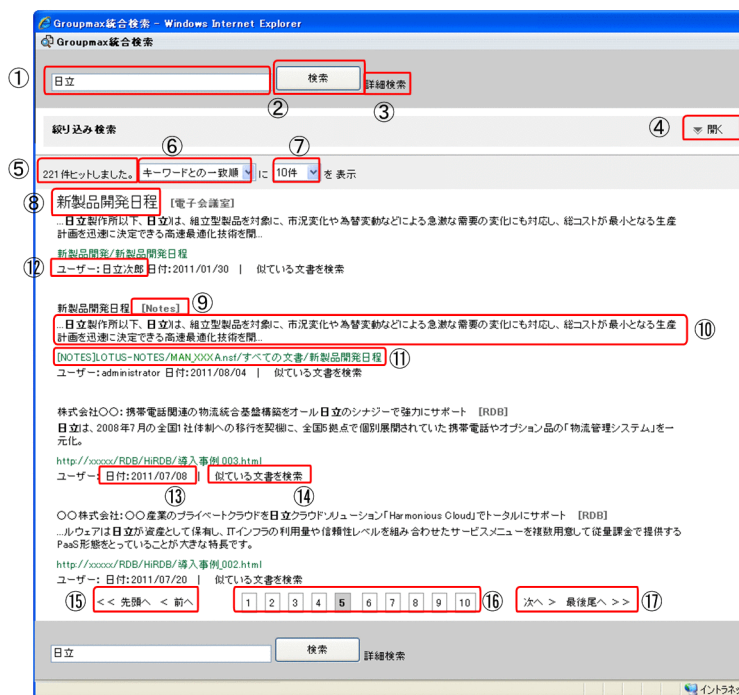 Groupmax統合検索 - Windows Internet Explorer
Groupmax統合検索
① 日立 検索 ② 詳細検索 ③
絞り込み検索 ④ 開く
⑤ 221件ヒットしました。 ⑥ キーワードとの一致順 に ⑦ 10件 を表示
⑧ 新製品開発日程 [電子会議室]
...日立製作所以下、日立)は、組立型製品を対象に、市況変化や為替変動などによる急激な需要の変化にも対応し、総コストが最小となる生産
計画を迅速に決定できる高速最適化技術を開...
新製品開発/新製品開発日程
⑫ ユーザー:日立次郎 日付:2011/01/30 | 似ている文書を検索
新製品開発日程 [Notes] ⑨
...日立製作所以下、日立)は、組立型製品を対象に、市況変化や為替変動などによる急激な需要の変化にも対応し、総コストが最小となる生産 ⑩
計画を迅速に決定できる高速最適化技術を開...
[NOTES]LOTUS-NOTES/MAN_XXXA.nsf/すべての文書/新製品開発日程 ⑪
ユーザー:administrator 日付:2011/08/04 | 似ている文書を検索
株式会社〇〇:携帯電話関連の物流統合基盤構築をオール日立のシナジーで強力にサポート [RDB]
日立は、2008年7月の全国1社体制への移行を契機に、全国5拠点で個別展開されていた携帯電話やオプション品の「物流管理システム」を一
元化。
http://xxxxx/RDB/HiRDB/導入事例_003.html
ユーザー: 日付:2011/07/08 | 似ている文書を検索
⑬ ⑭
〇〇株式会社:〇〇産業のプライベートクラウドを日立クラウドソリューション「Harmonious Cloud」でトータルにサポート [RDB]
...ルウェアは日立が資産として保有し、ITインフラの利用量や信頼性レベルを組み合わせたサービスメニューを複数用意して従量課金で提供する
PaaS形態をとっていることが大きな特長です。
http://xxxxx/RDB/HiRDB/導入事例_002.html
ユーザー: 日付:2011/07/20 | 似ている文書を検索
⑮ << 先頭へ < 前へ 1 2 3 4 5 6 7 8 9 10 ⑯ 次へ > 最後尾へ >> ⑰
日立 検索 詳細検索